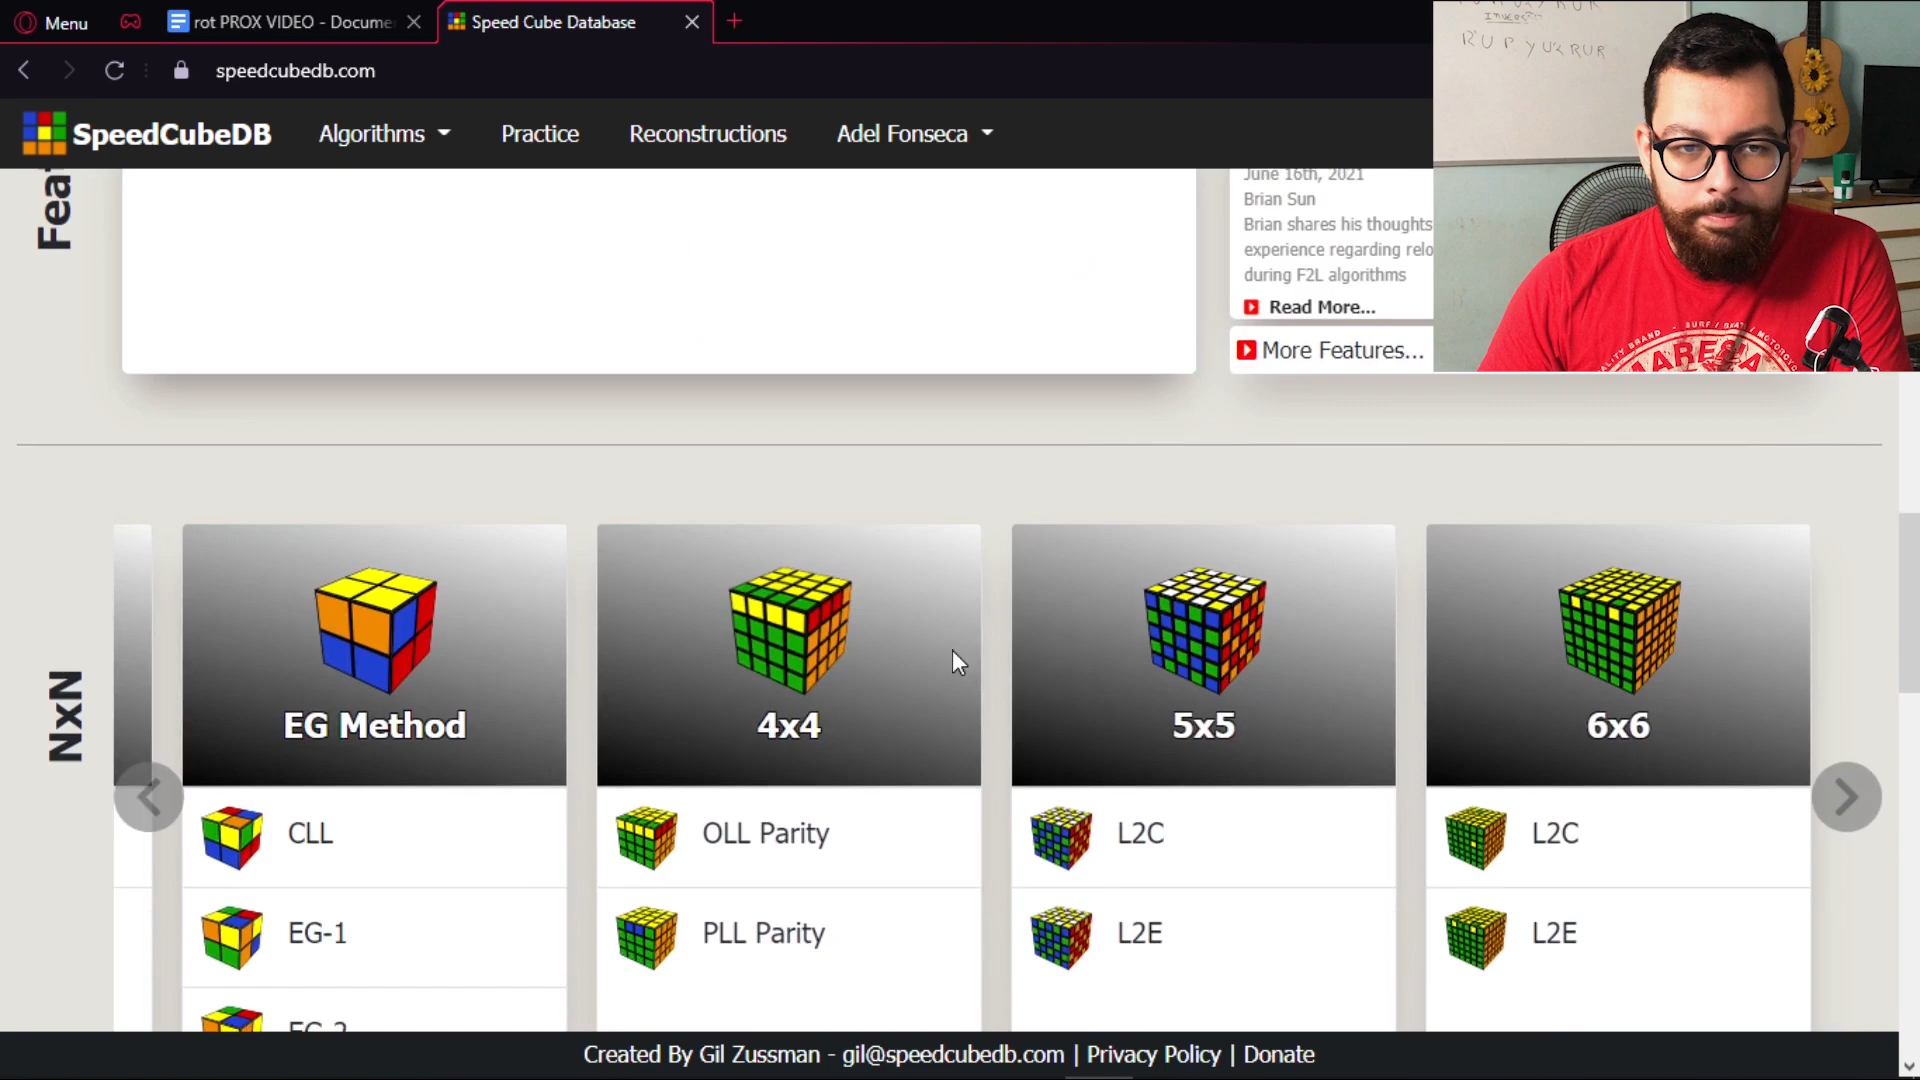 Menu
rot PROX VIDEO - Docume
Speed Cube Database
speedcubedb.com
SpeedCubeDB
Algorithms
Practice
Reconstructions
Adel Fonseca
Feat
June 16th, 2021
Brian Sun
Brian shares his thoughts
experience regarding relo
during F2L algorithms
Read More...
More Features...
NxN
EG Method
4x4
5x5
6x6
CLL
OLL Parity
L2C
L2C
EG-1
PLL Parity
L2E
L2E
EG-2
Created By Gil Zussman - gil@speedcubedb.com | Privacy Policy | Donate